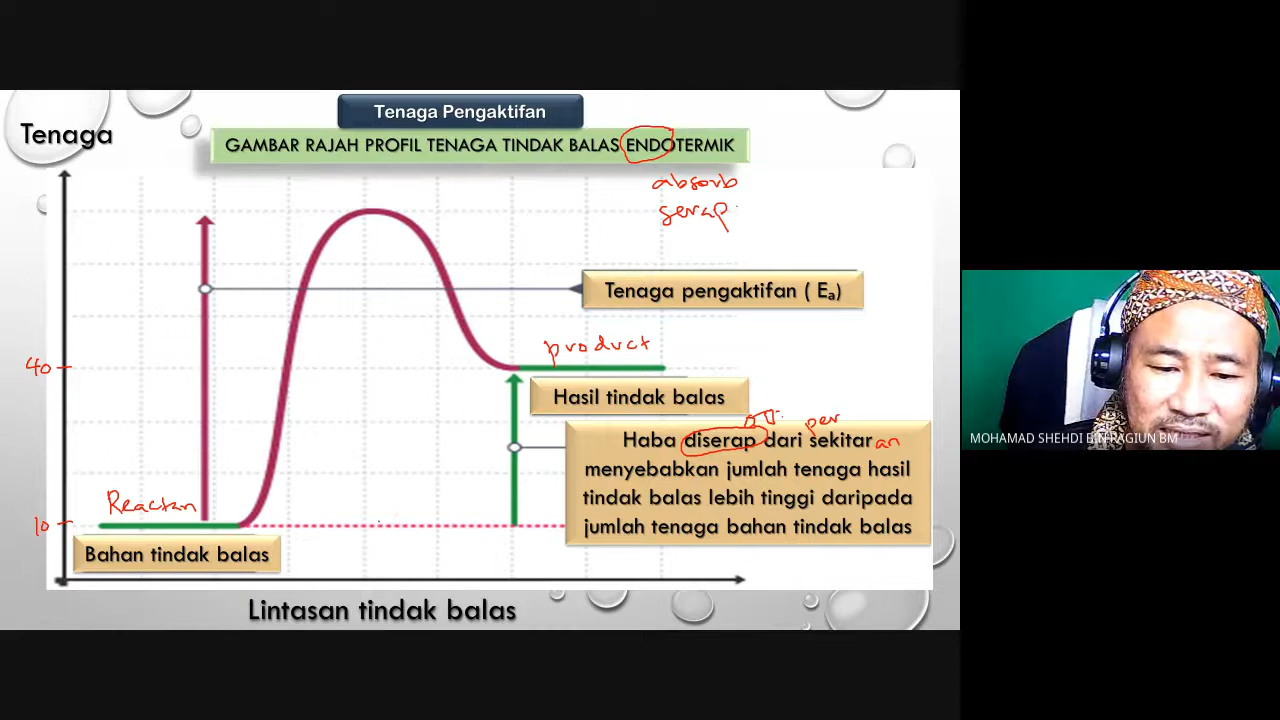 Tenaga Pengaktifan
Tenaga
GAMBAR RAJAH PROFIL TENAGA TINDAK BALAS ENDOTERMIK
absorb
serap
Tenaga pengaktifan ( Eₐ)
product
40
Hasil tindak balas
per
Haba diserap dari sekitar an
menyebabkan jumlah tenaga hasil
tindak balas lebih tinggi daripada
jumlah tenaga bahan tindak balas
Reactan
10
Bahan tindak balas
Lintasan tindak balas
MOHAMAD SHEHDI BIN RAGIUN BM